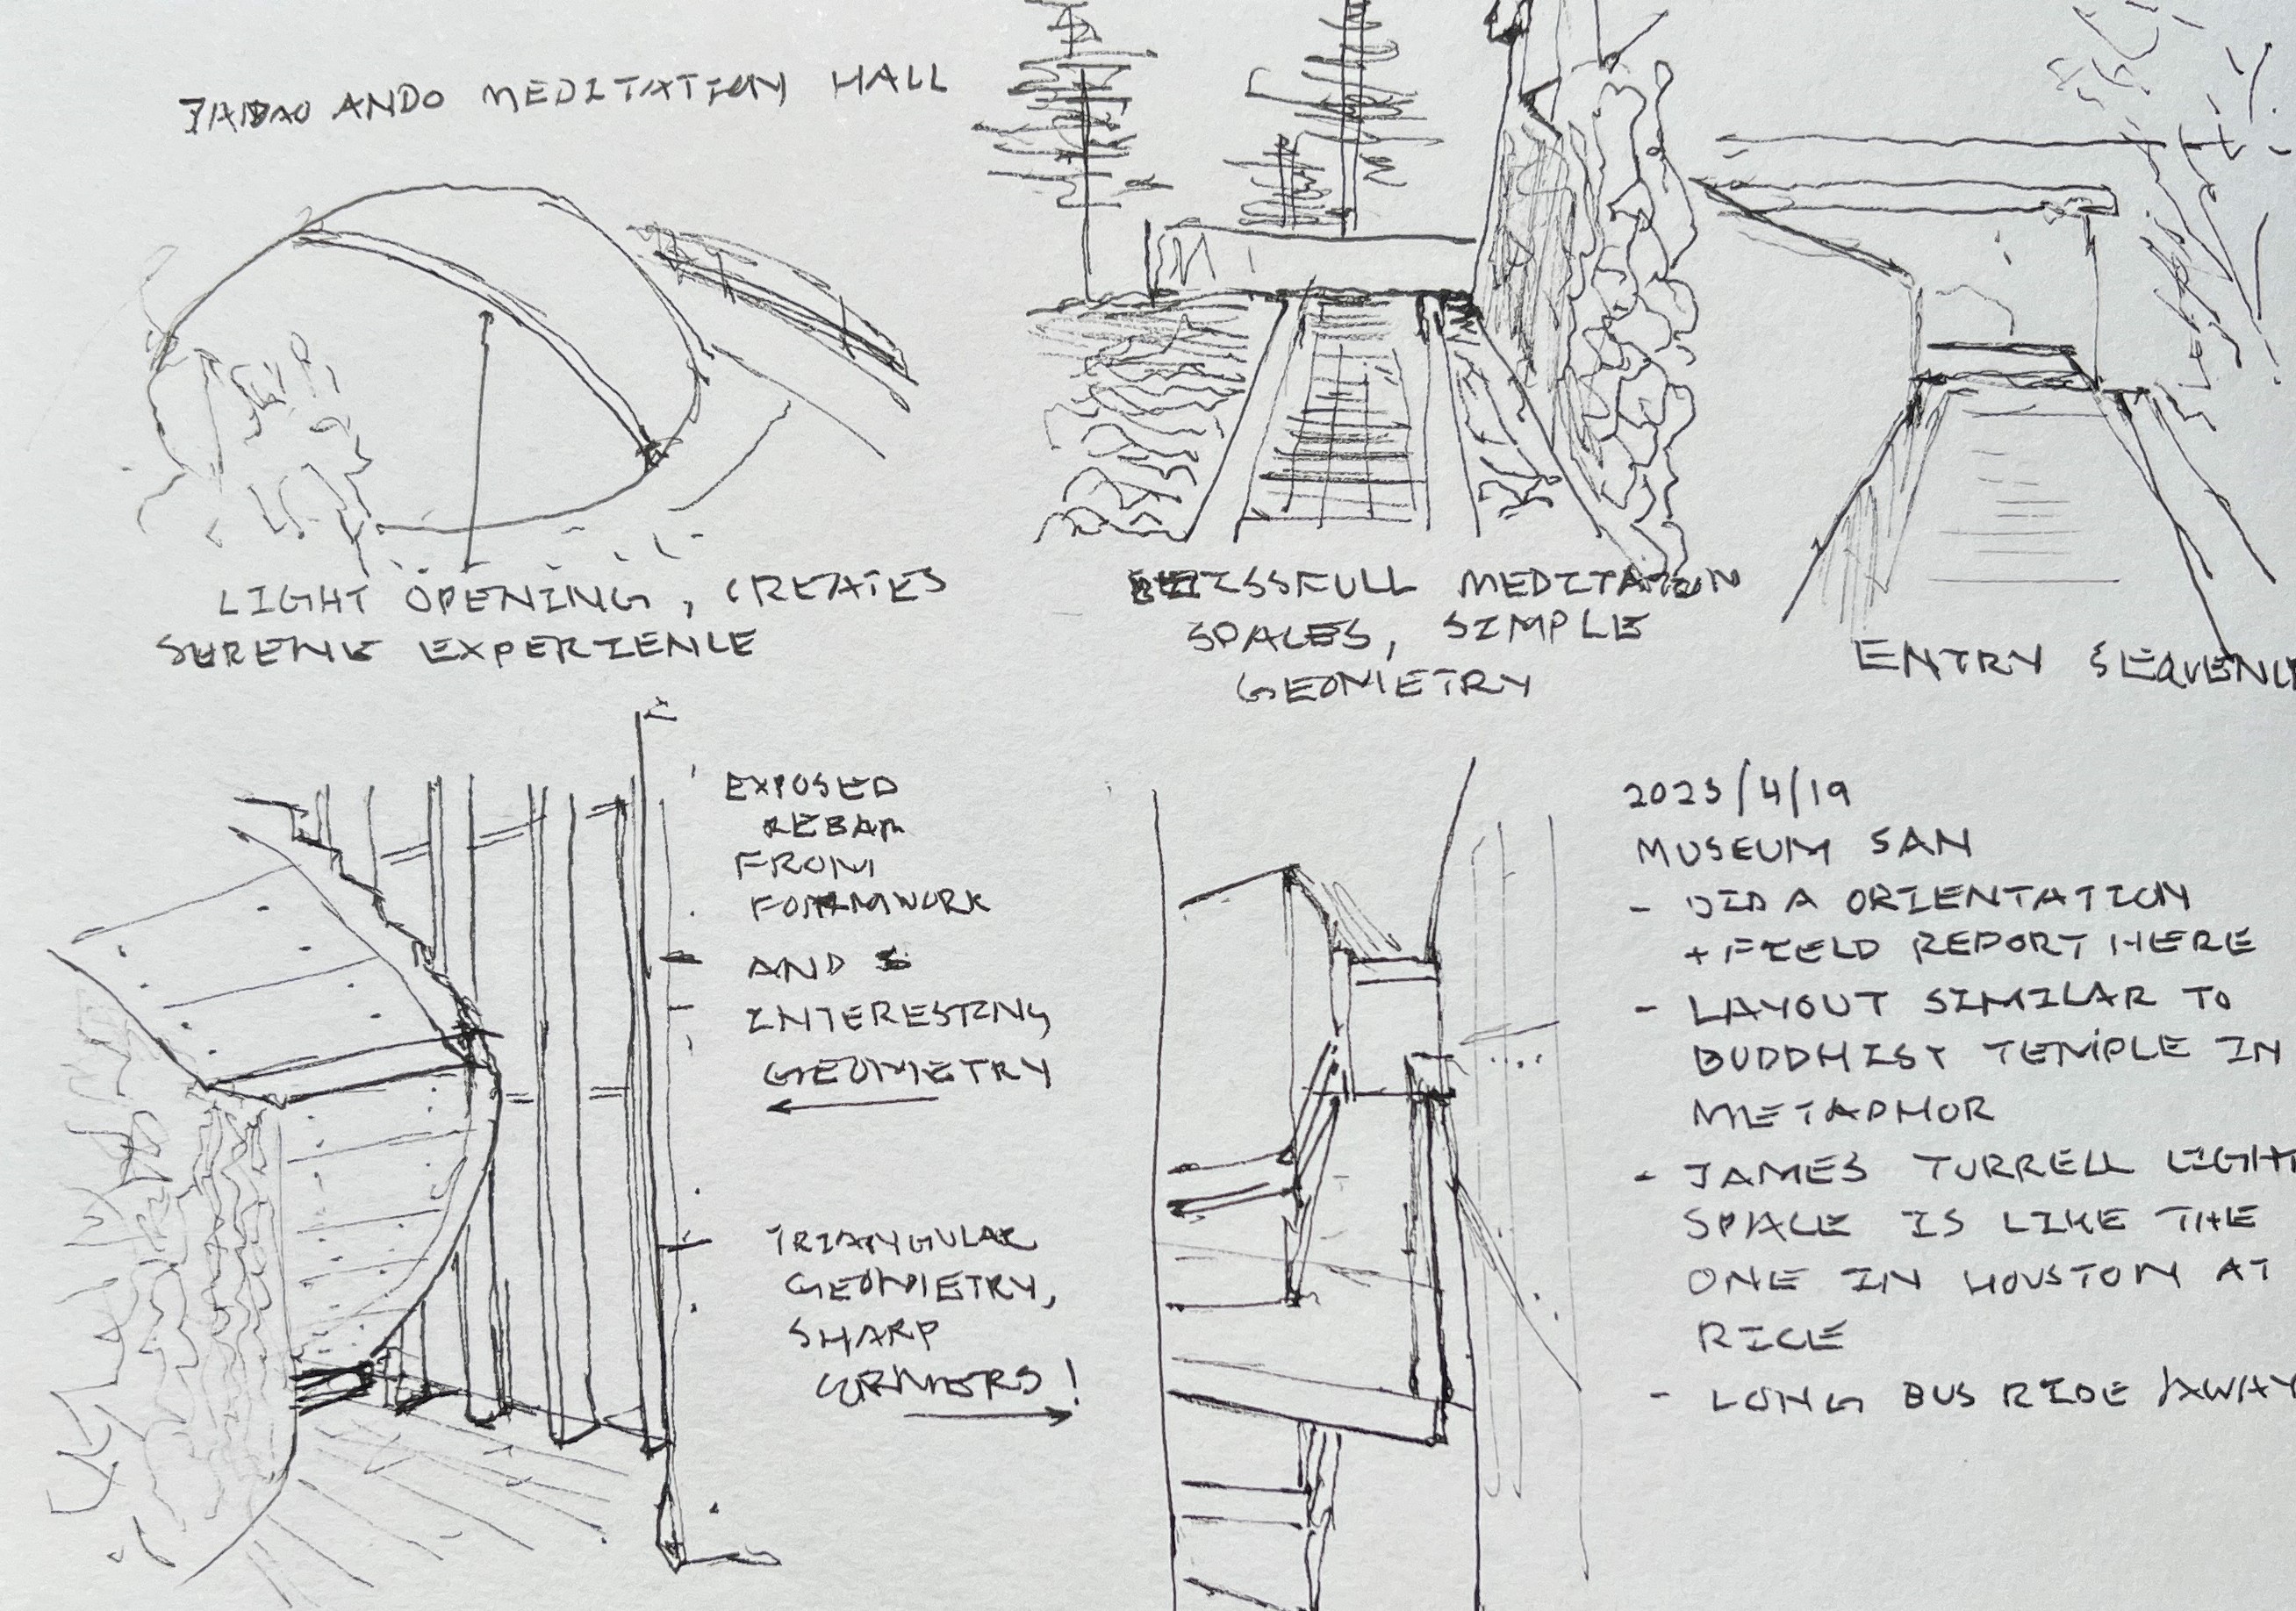 TADAO ANDO MEDITATION HALL
LIGHT OPENING, CREATES
SERENE EXPERIENCE
BLISSFULL MEDITATION
SPACES, SIMPLE
GEOMETRY
ENTRY SEQUENC
EXPOSED
REBAR
FROM
FORMWORK
AND
INTERESTING
GEOMETRY
TRIANGULAR
GEOMETRY,
SHARP
CORNERS!
2023/4/19
MUSEUM SAN
- DID A ORIENTATION
+ FIELD REPORT HERE
- LAYOUT SIMILAR TO
BUDDHIST TEMPLE IN
METAPHOR
- JAMES TURRELL LIGHT
SPACE IS LIKE THE
ONE IN HOUSTON AT
RICE
- LONG BUS RIDE AWAY